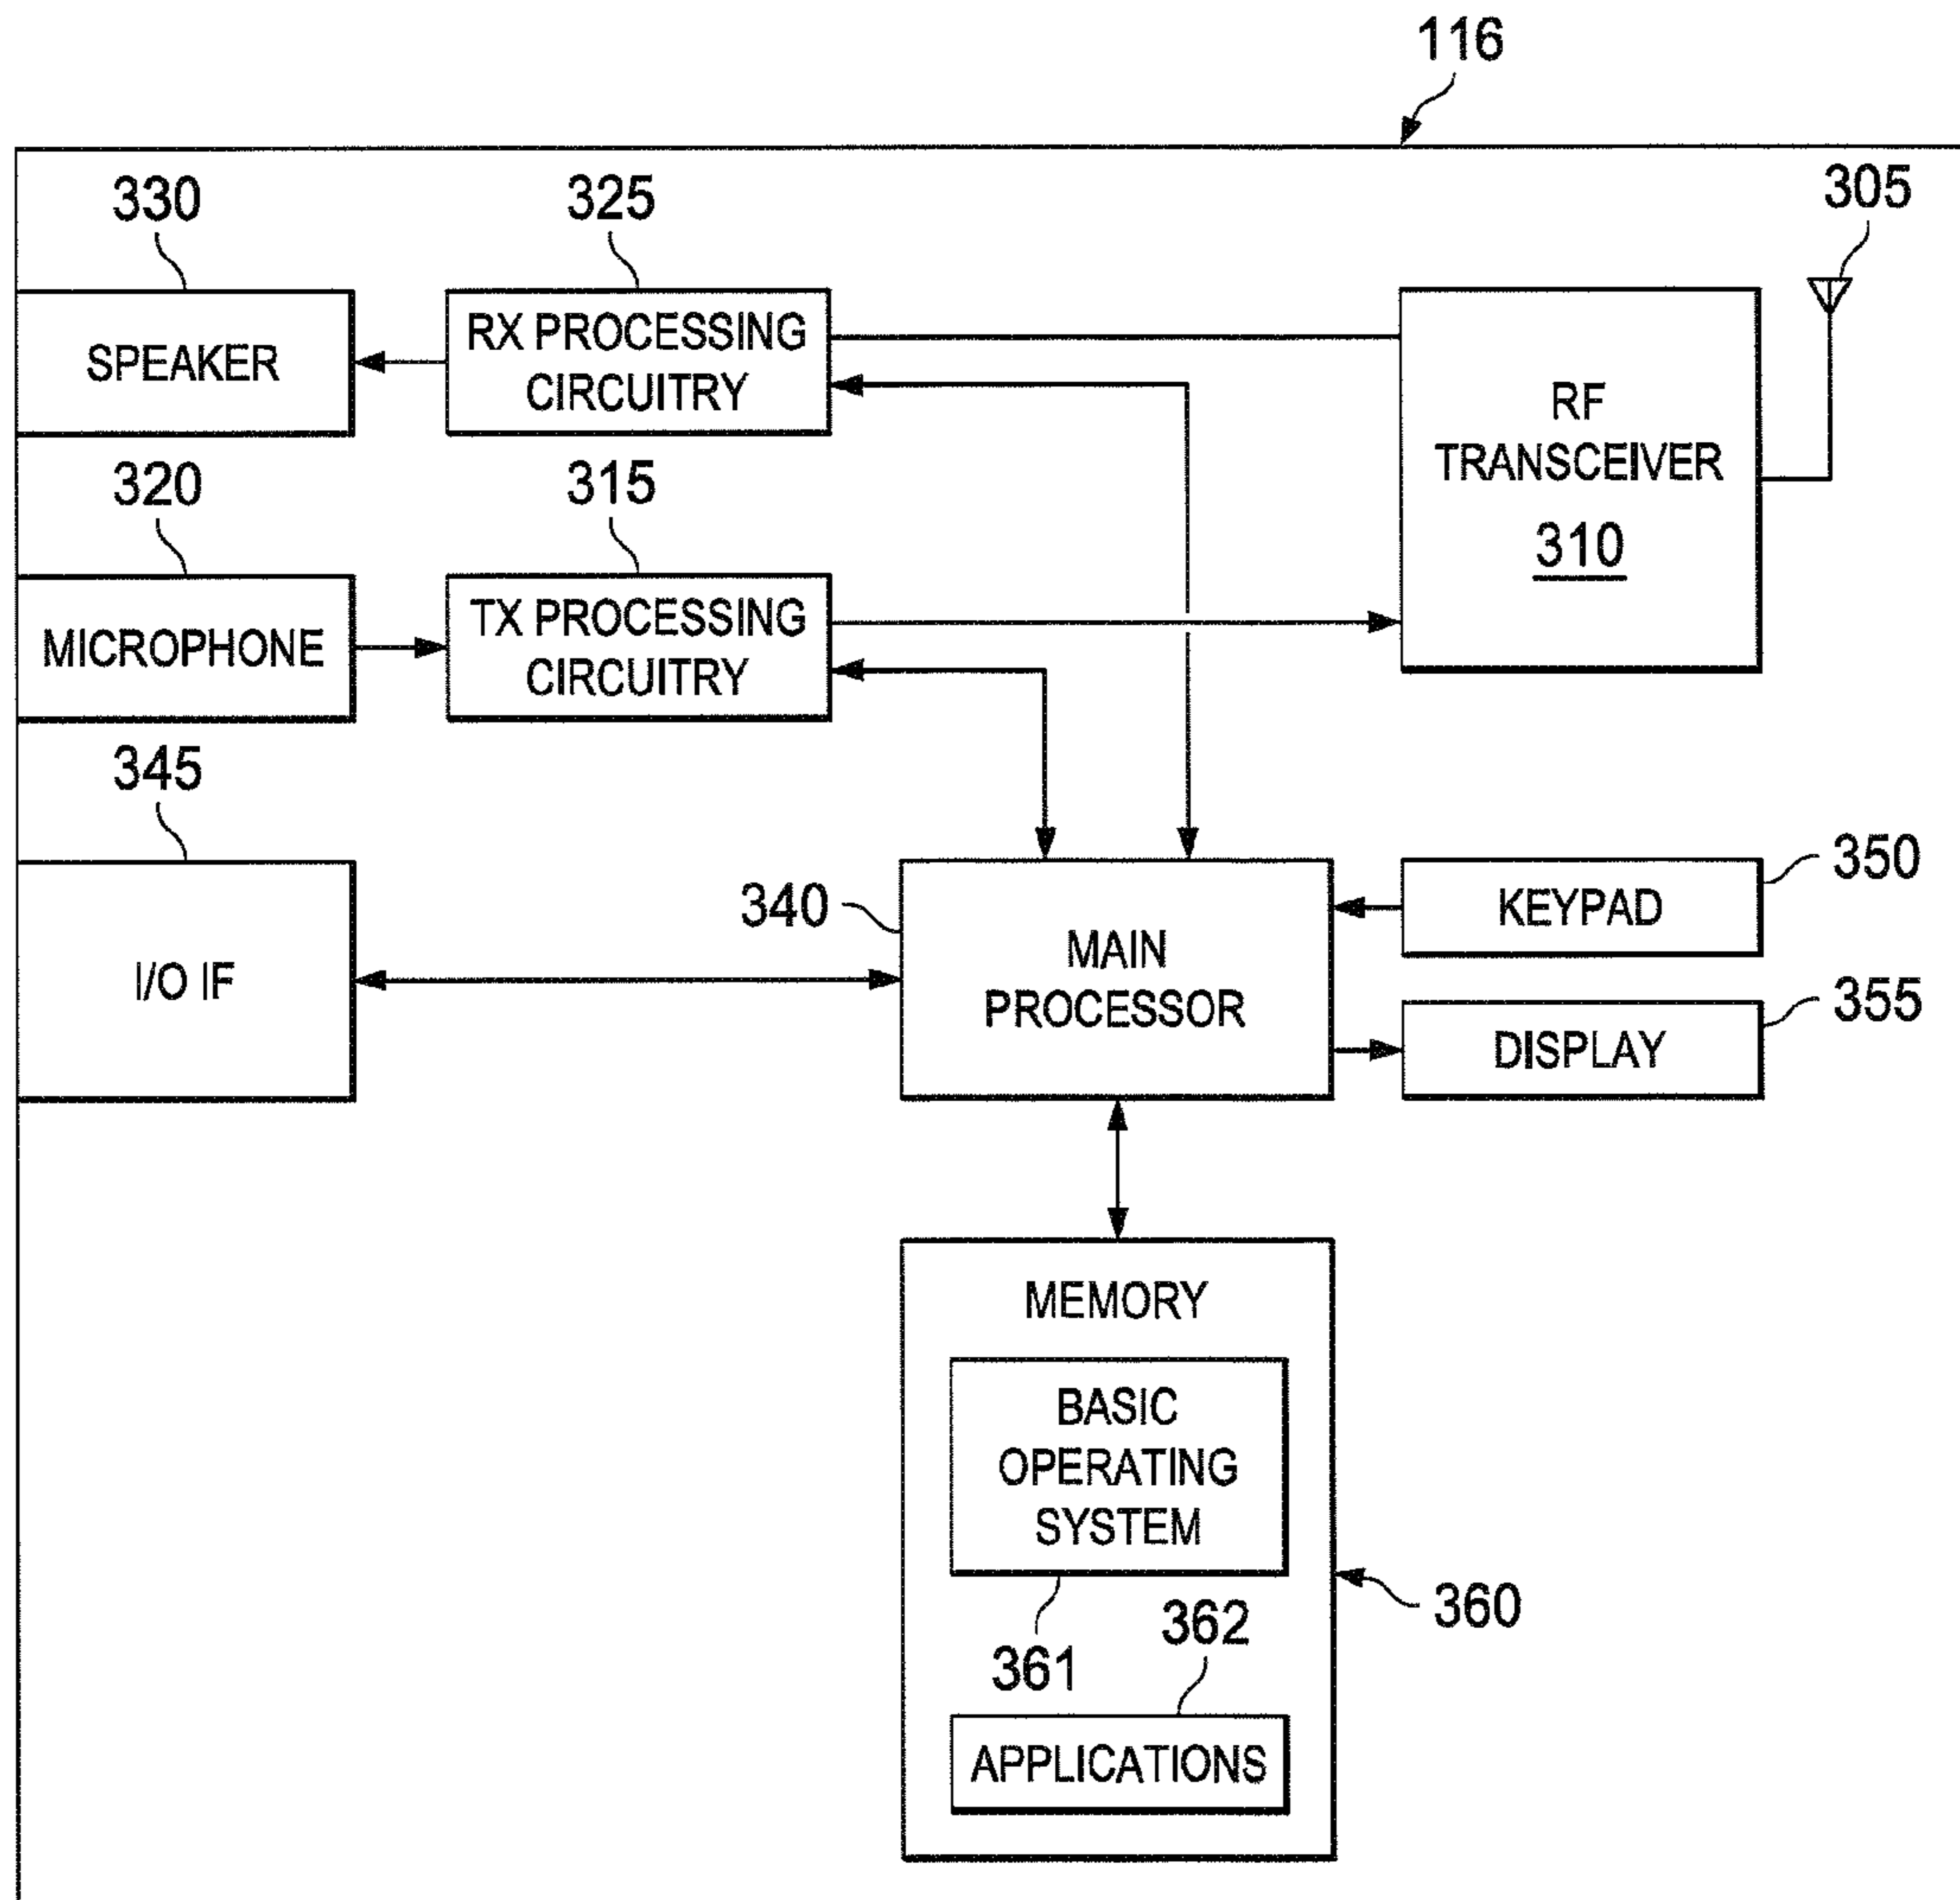 116
330
325
305
SPEAKER
RX PROCESSING
CIRCUITRY
RF
TRANSCEIVER
310
320
315
MICROPHONE
TX PROCESSING
CIRCUITRY
345
I/O IF
340
MAIN
PROCESSOR
350
KEYPAD
355
DISPLAY
MEMORY
BASIC
OPERATING
SYSTEM
361
362
360
APPLICATIONS